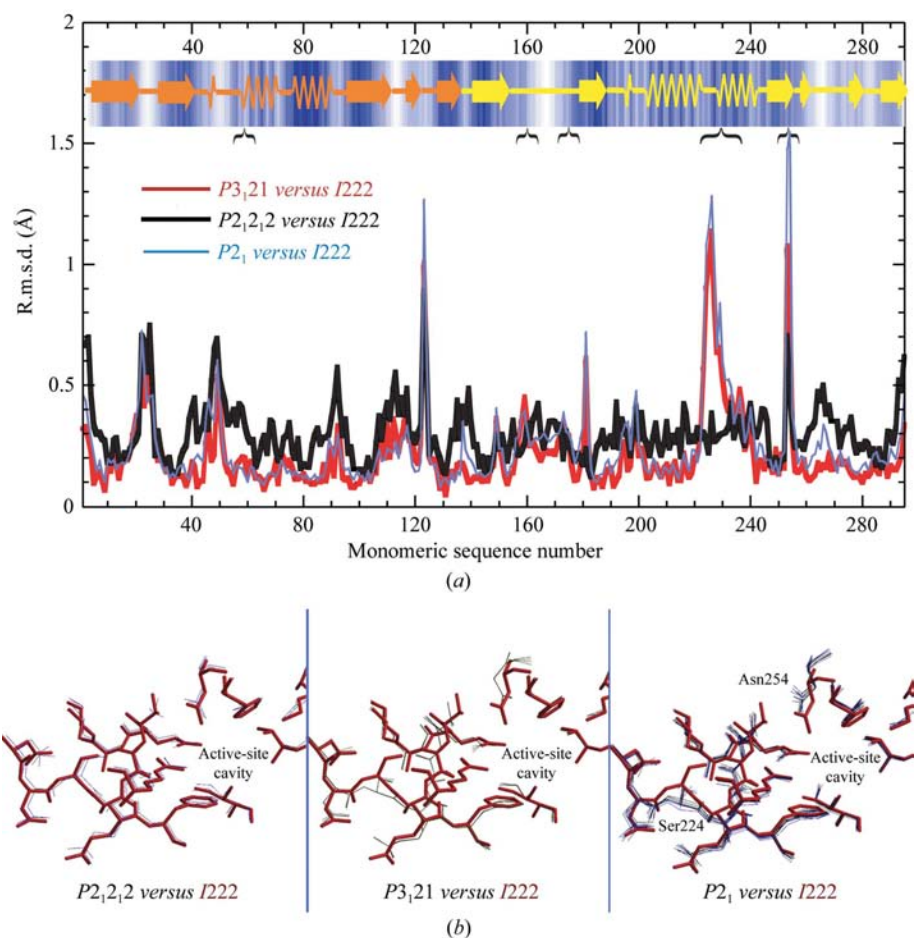 40 80 120 160 200 240 280
2
1.5
1
0.5
0
R.m.s.d. (Å)
P3₁21 versus I222
P2₁2₁2 versus I222
P2₁ versus I222
40 80 120 160 200 240 280
Monomeric sequence number
(a)
Asn254
Active-site
cavity
Active-site
cavity
Active-site
cavity
Ser224
P2₁2₁2 versus I222
P3₁21 versus I222
P2₁ versus I222
(b)